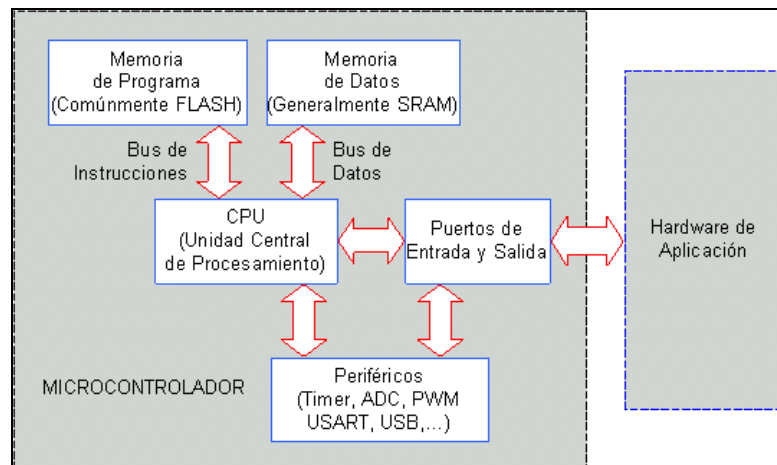 Memoria
de Programa
(Comúnmente FLASH)
Memoria
de Datos
(Generalmente SRAM)
Bus de
Instrucciones
Bus de
Datos
CPU
(Unidad Central
de Procesamiento)
Puertos de
Entrada y Salida
Hardware de
Aplicación
Periféricos
(Timer, ADC, PWM
USART, USB,...)
MICROCONTROLADOR